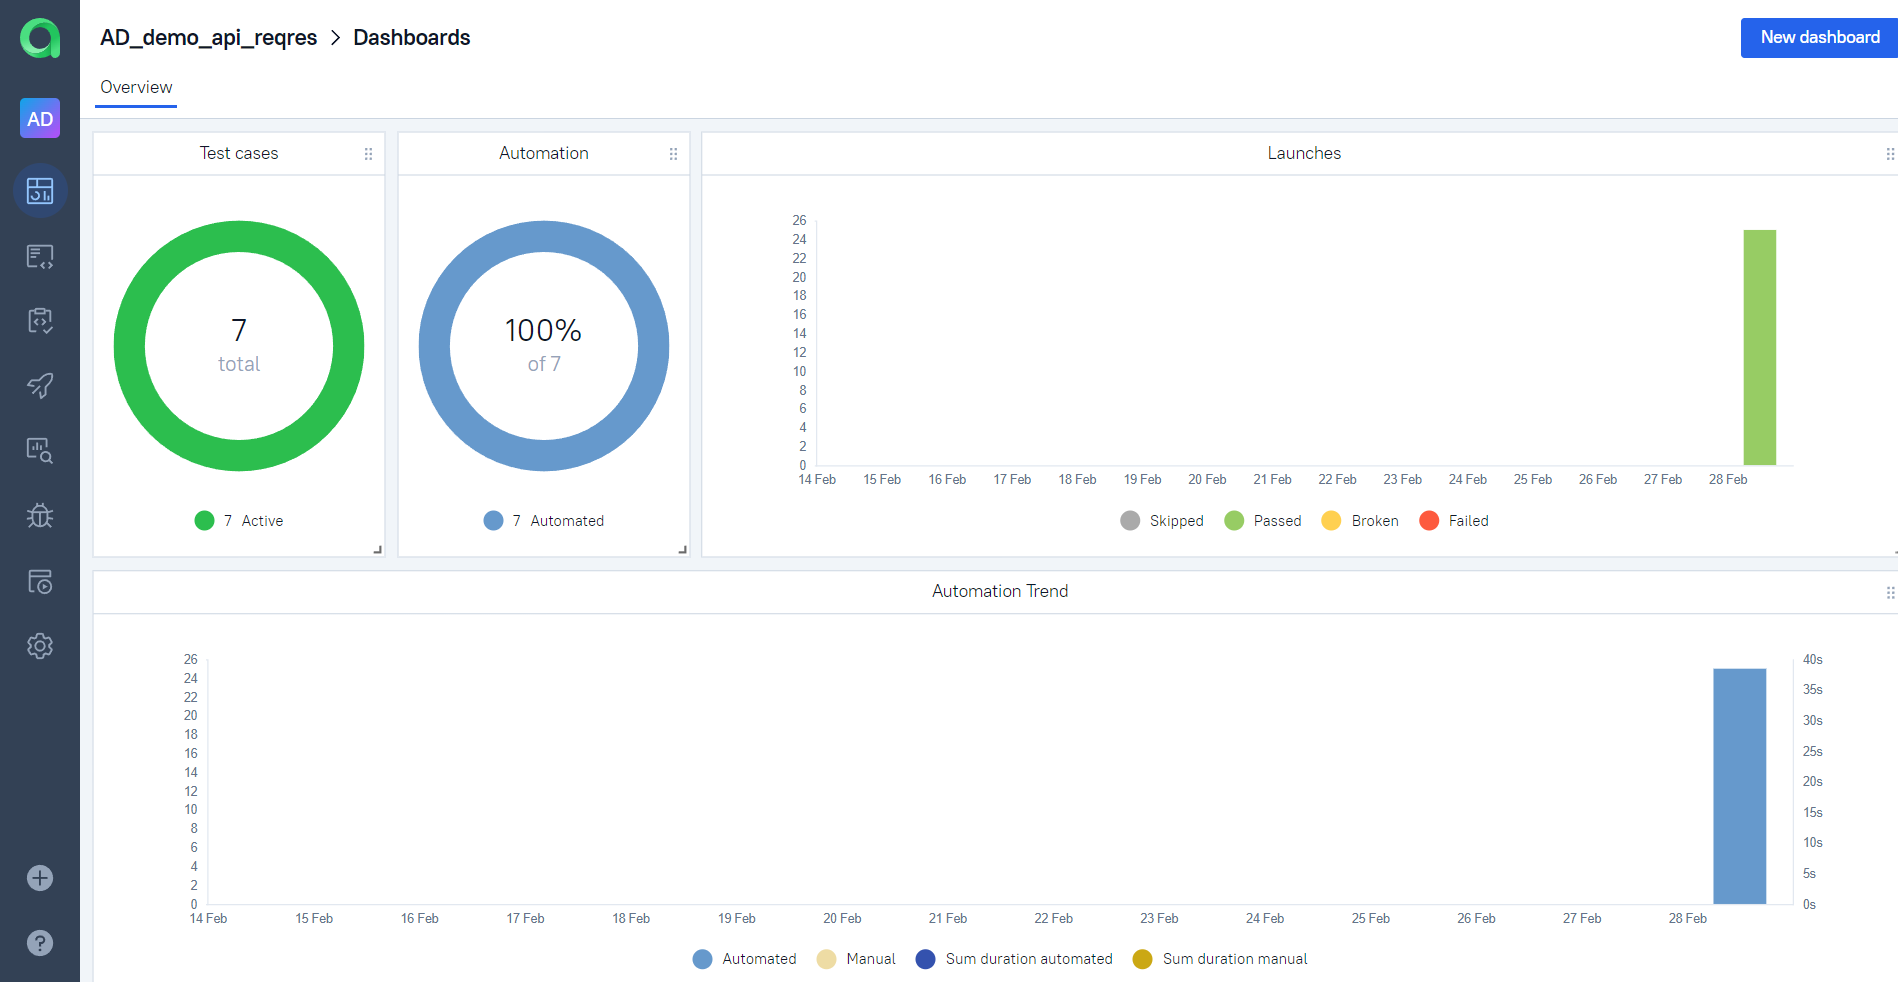 AD_demo_api_reqres > Dashboards
New dashboard
Overview
AD
Test cases
7
total
7 Active
Automation
100%
of 7
7 Automated
Launches
26
24
22
20
18
16
14
12
10
8
6
4
2
0
14 Feb 15 Feb 16 Feb 17 Feb 18 Feb 19 Feb 20 Feb 21 Feb 22 Feb 23 Feb 24 Feb 25 Feb 26 Feb 27 Feb 28 Feb
Skipped Passed Broken Failed
Automation Trend
26
24
22
20
18
16
14
12
10
8
6
4
2
0
40s
35s
30s
25s
20s
15s
10s
5s
0s
14 Feb 15 Feb 16 Feb 17 Feb 18 Feb 19 Feb 20 Feb 21 Feb 22 Feb 23 Feb 24 Feb 25 Feb 26 Feb 27 Feb 28 Feb
Automated Manual Sum duration automated Sum duration manual